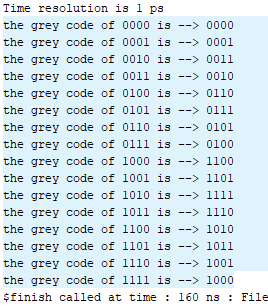 Time resolution is 1 ps
the grey code of 0000 is --> 0000
the grey code of 0001 is --> 0001
the grey code of 0010 is --> 0011
the grey code of 0011 is --> 0010
the grey code of 0100 is --> 0110
the grey code of 0101 is --> 0111
the grey code of 0110 is --> 0101
the grey code of 0111 is --> 0100
the grey code of 1000 is --> 1100
the grey code of 1001 is --> 1101
the grey code of 1010 is --> 1111
the grey code of 1011 is --> 1110
the grey code of 1100 is --> 1010
the grey code of 1101 is --> 1011
the grey code of 1110 is --> 1001
the grey code of 1111 is --> 1000
$finish called at time : 160 ns : File